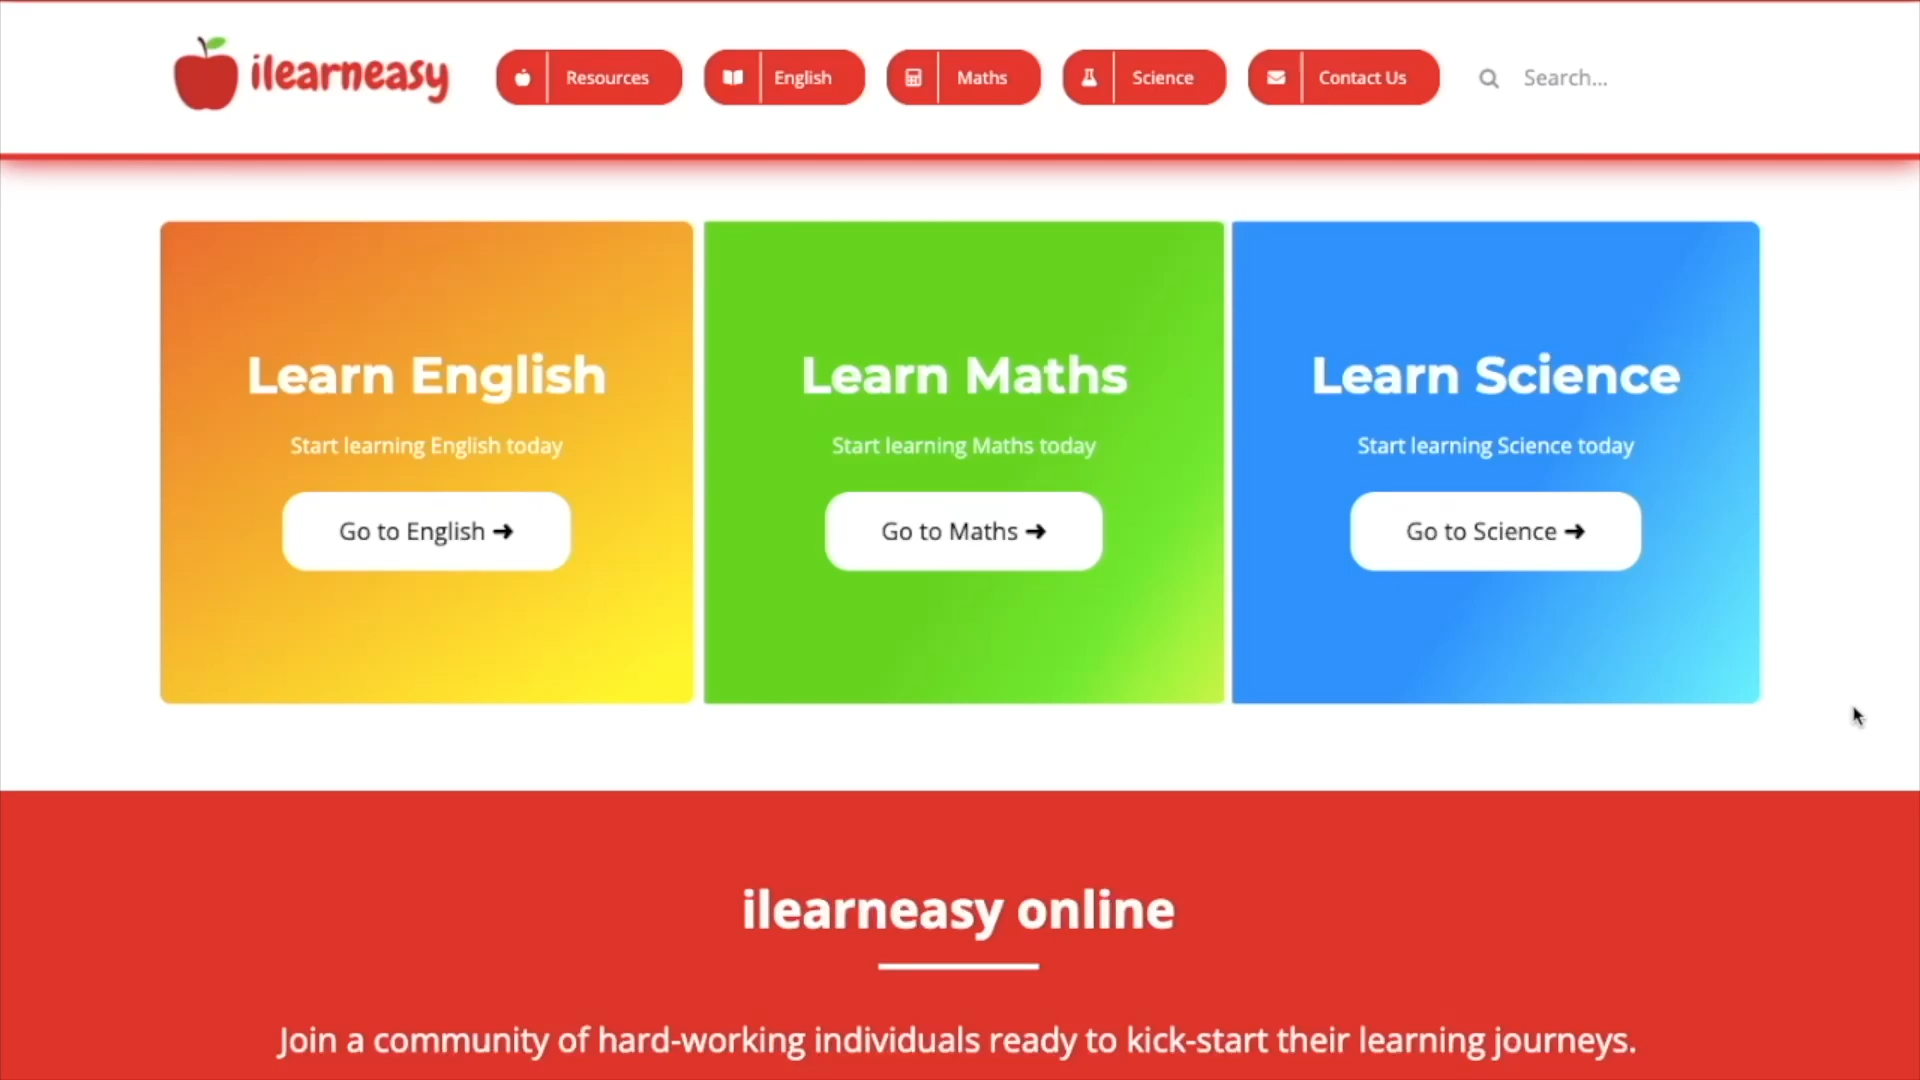 ilearneasy
Resources
English
Maths
Science
Contact Us
Search...
Learn English
Start learning English today
Go to English ➜
Learn Maths
Start learning Maths today
Go to Maths ➜
Learn Science
Start learning Science today
Go to Science ➜
ilearneasy online
Join a community of hard-working individuals ready to kick-start their learning journeys.